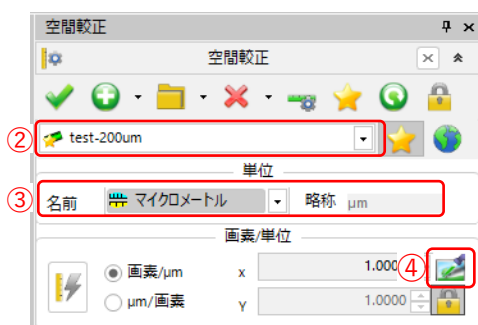 空間較正
空間較正
② test-200um
単位
③ 名前 マイクロメートル 略称 μm
画素/単位
画素/μm x 1.000 ④
μm/画素 y 1.0000